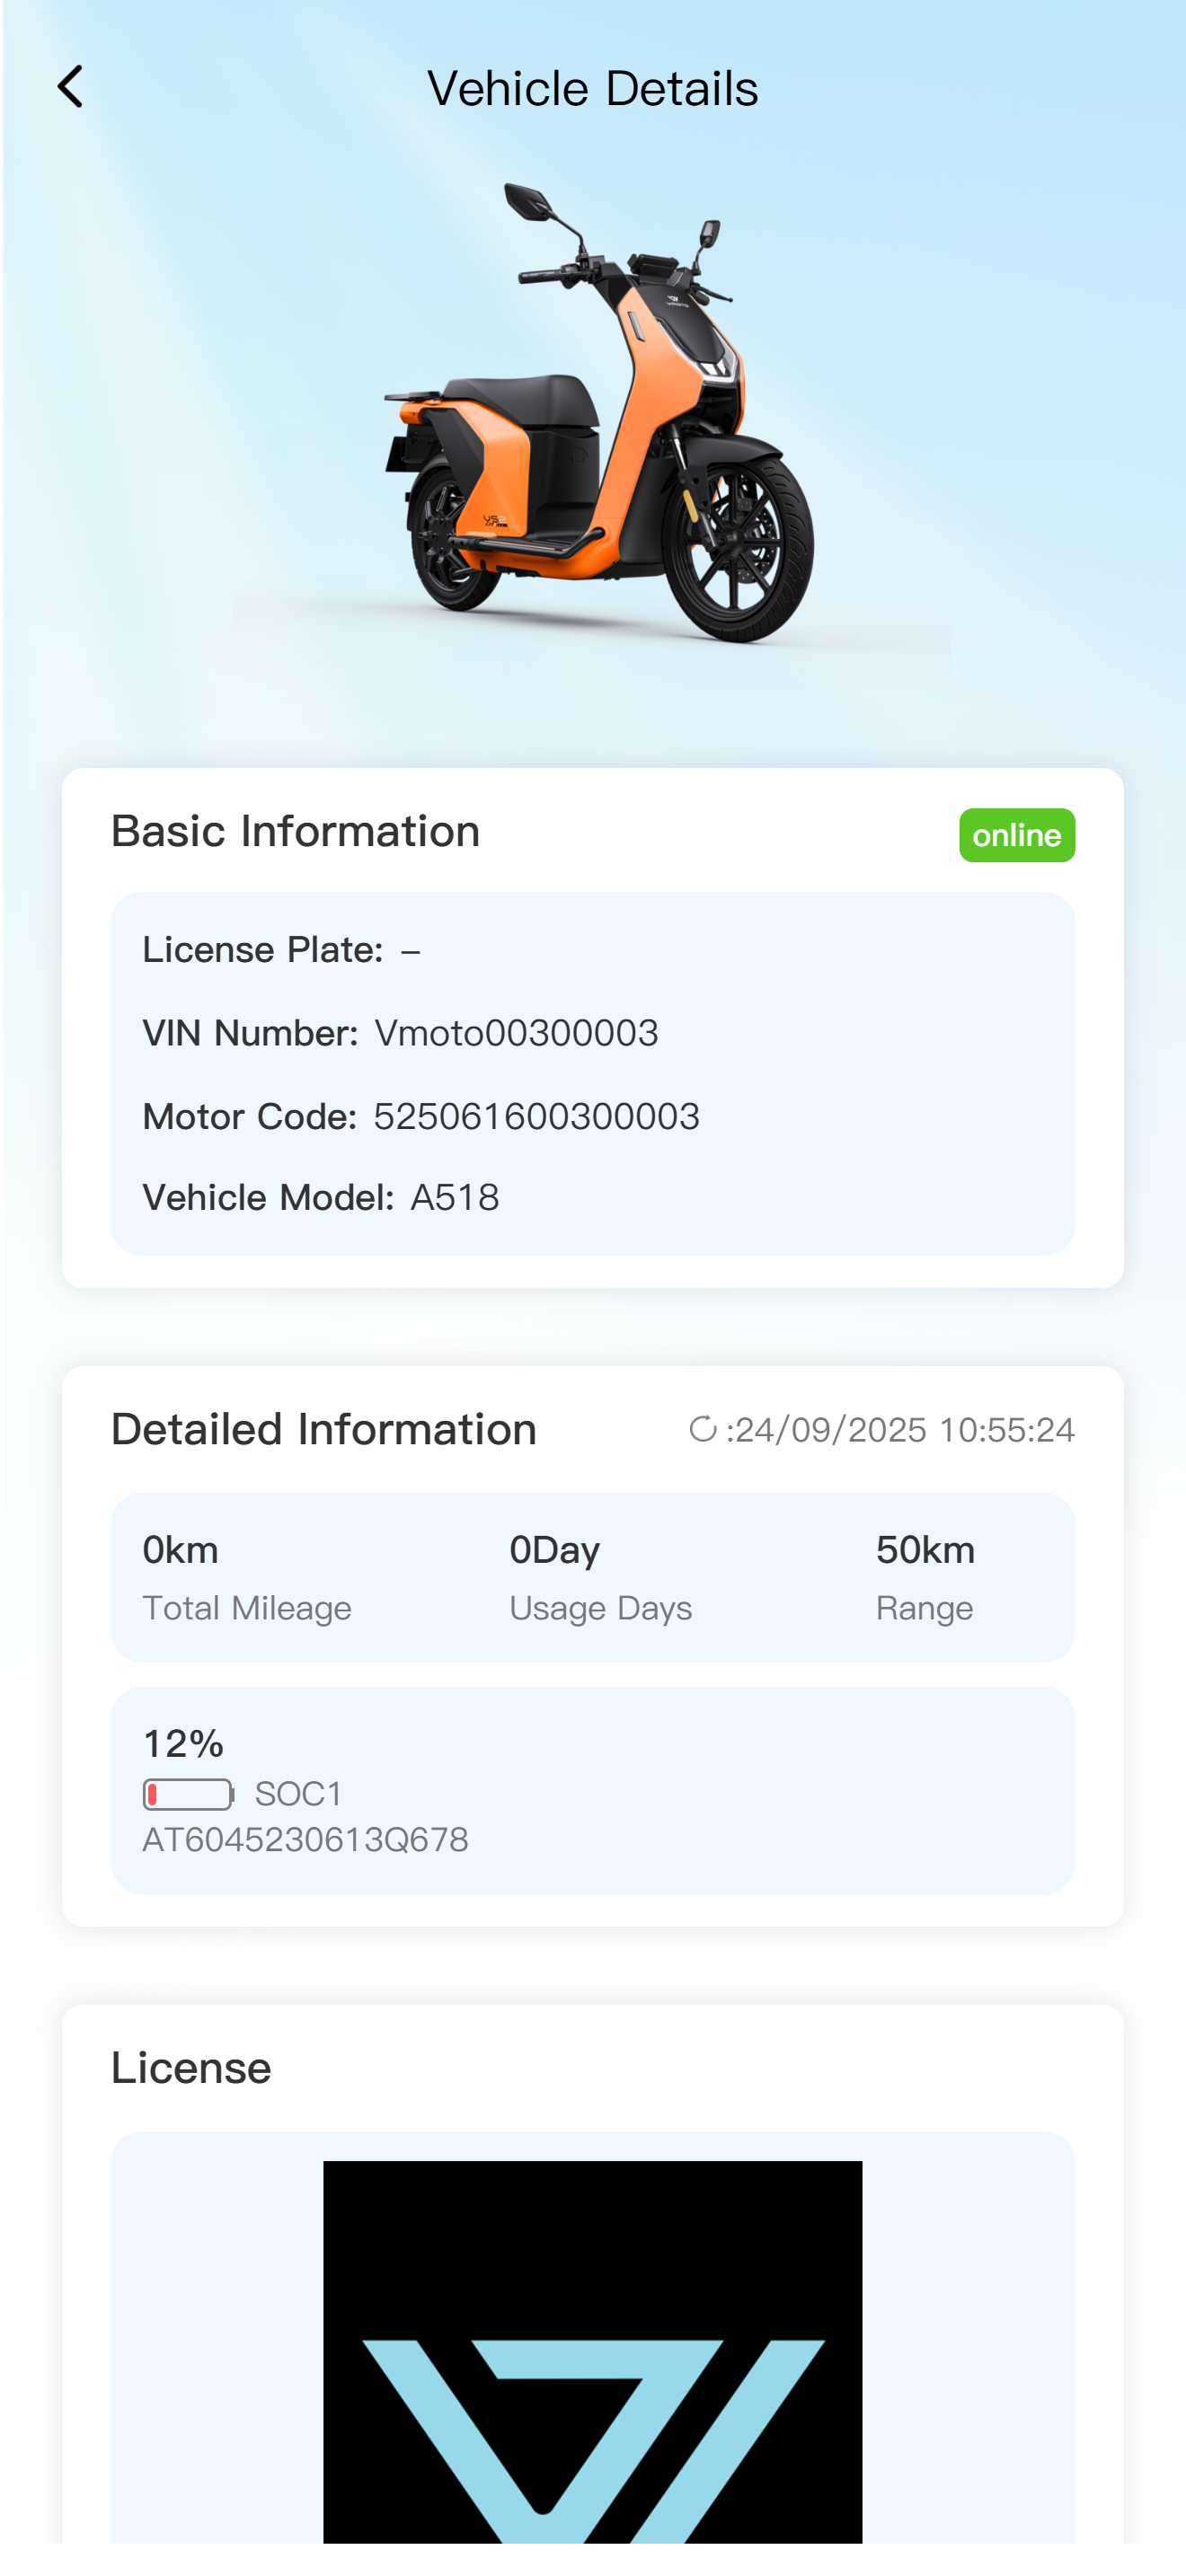 Vehicle Details
VMOTO
Basic Information
online
License Plate: –
VIN Number: Vmoto00300003
Motor Code: 525061600300003
Vehicle Model: A518
Detailed Information
:24/09/2025 10:55:24
0km
0Day
50km
Total Mileage
Usage Days
Range
12%
SOC1
AT6045230613Q678
License